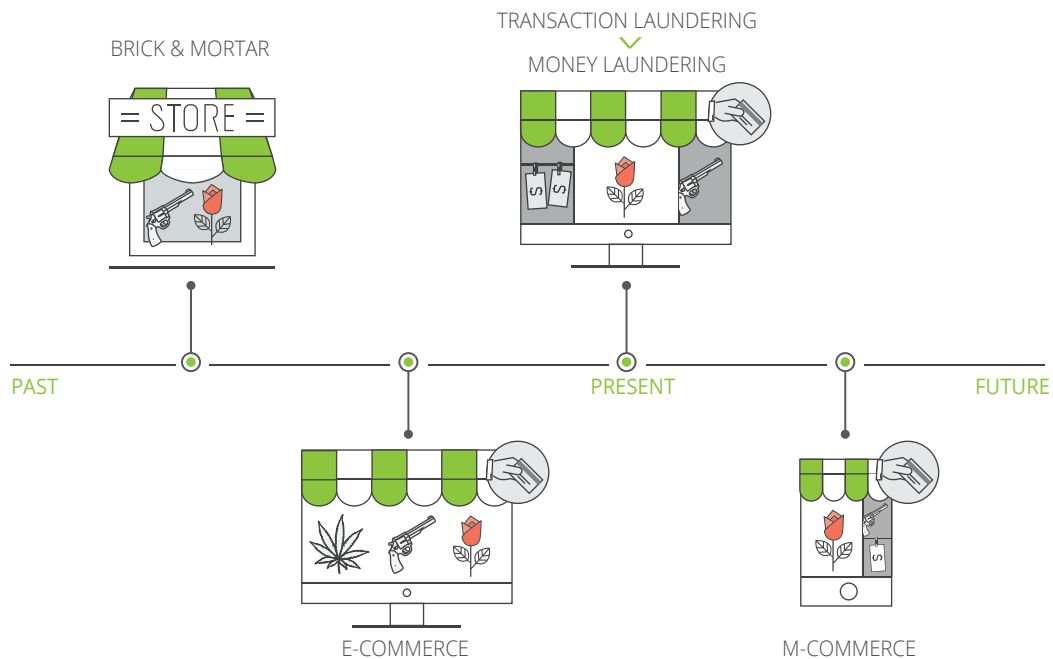 TRANSACTION LAUNDERING
MONEY LAUNDERING
BRICK & MORTAR
= STORE =
$ $
PAST
PRESENT
FUTURE
$
E-COMMERCE
M-COMMERCE